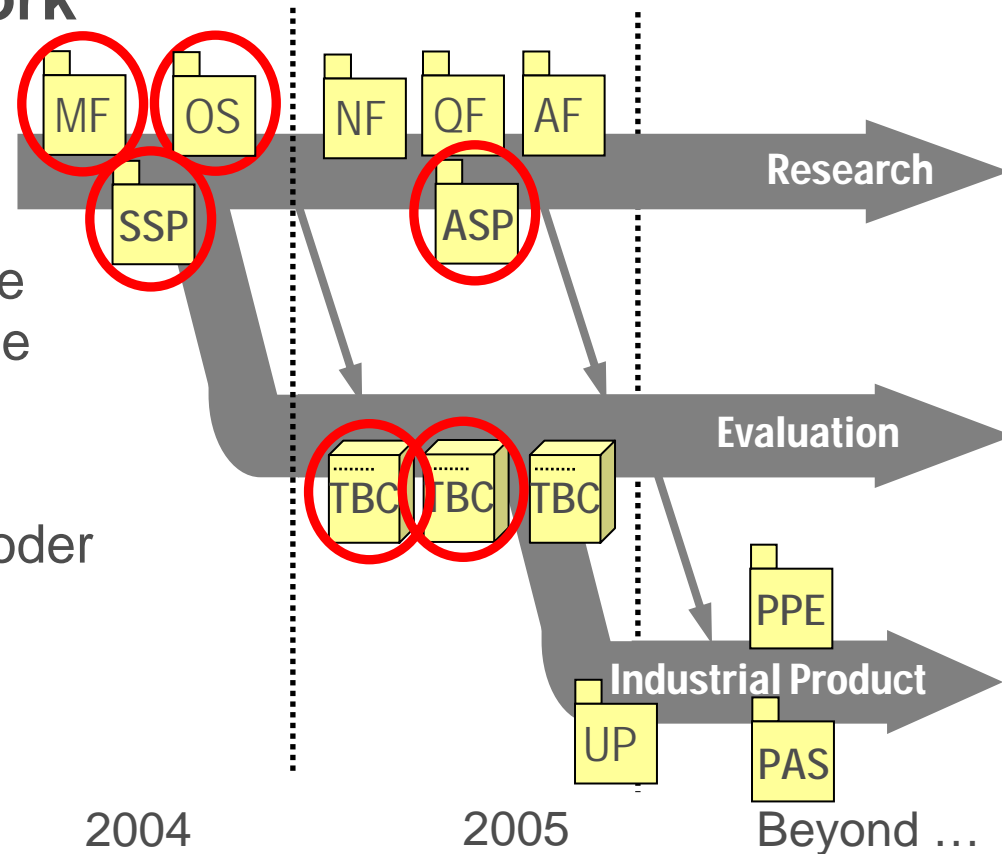 ork
MF
OS
NF
QF
AF
Research
SSP
ASP
e
e
Evaluation
TBC
TBC
TBC
oder
PPE
Industrial Product
UP
PAS
2004
2005
Beyond …